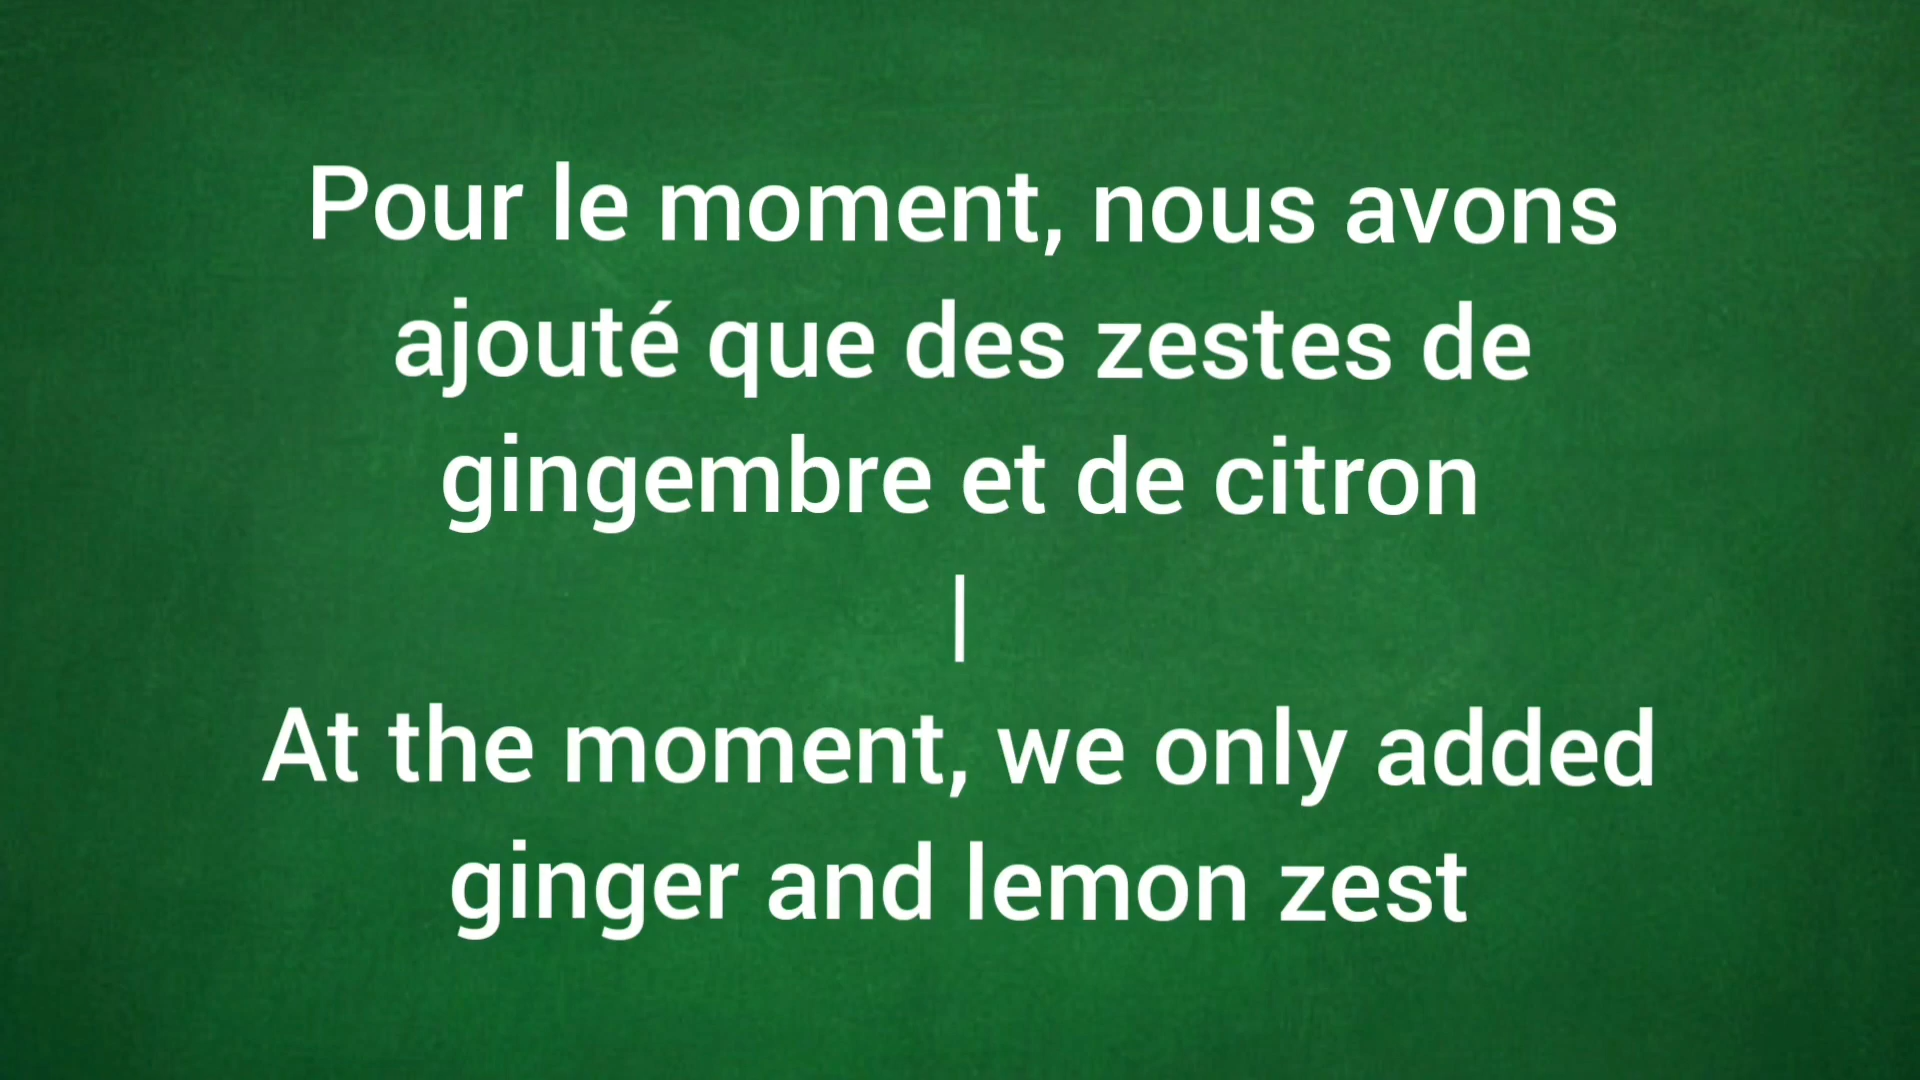 Pour le moment, nous avons
ajouté que des zestes de
gingembre et de citron
|
At the moment, we only added
ginger and lemon zest